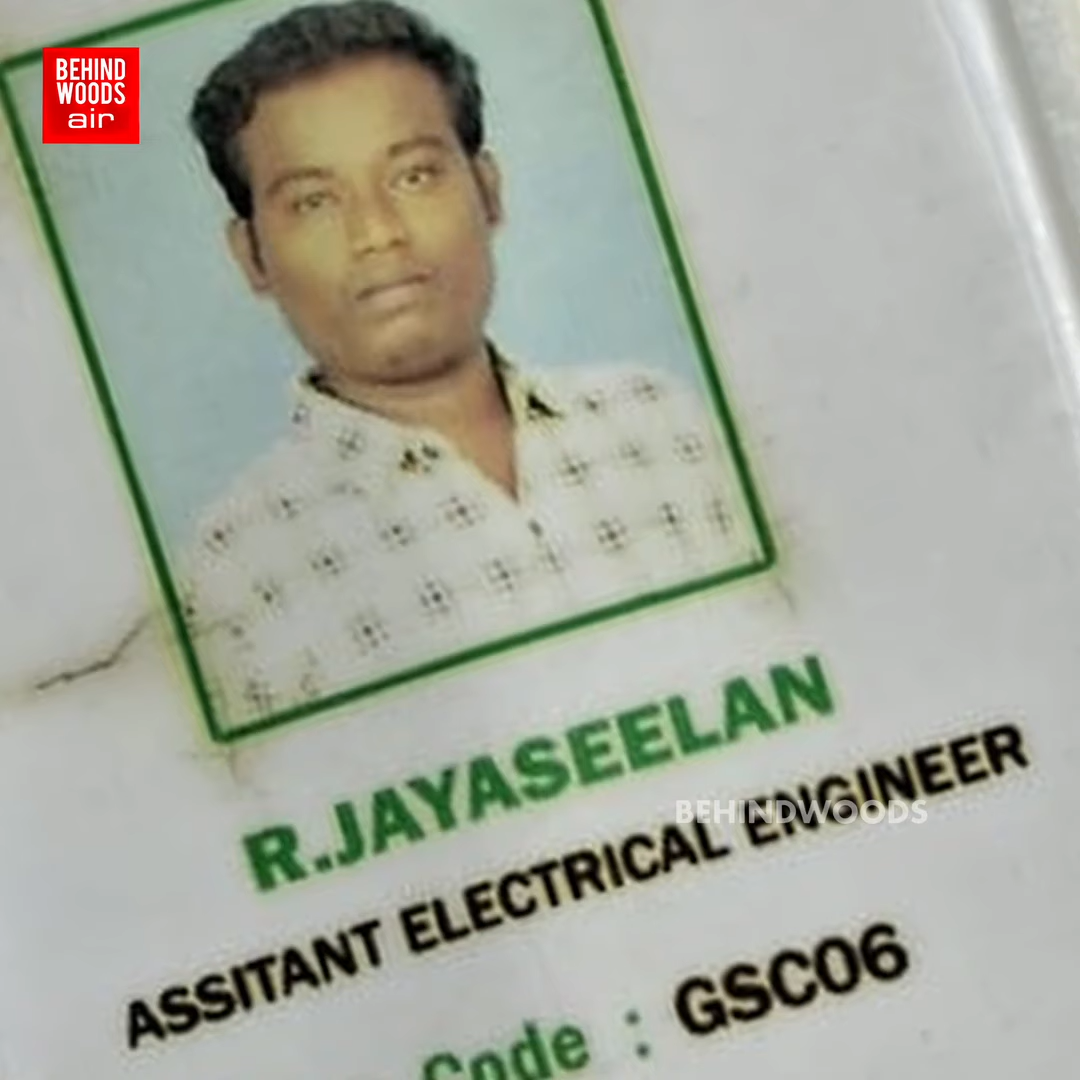 BEHIND
WOODS
air
R.JAYASEELAN
BEHINDWOODS
ASSITANT ELECTRICAL ENGINEER
Code : GSC06